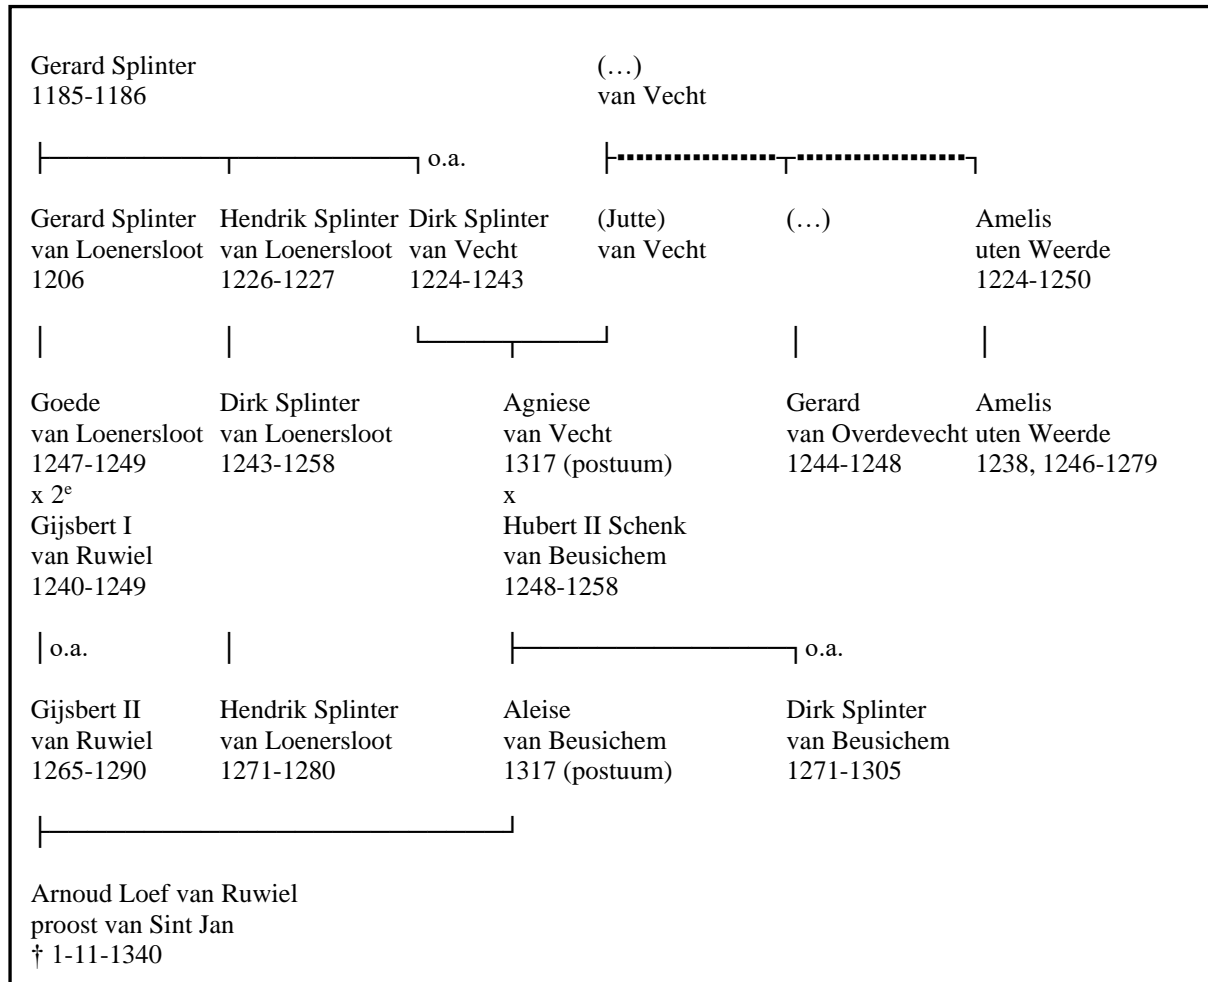 Gerard Splinter (…)
1185-1186 van Vecht
o.a.
Gerard Splinter Hendrik Splinter Dirk Splinter (Jutte) (…) Amelis
van Loenersloot van Loenersloot van Vecht van Vecht uten Weerde
1206 1226-1227 1224-1243 1224-1250
Goede Dirk Splinter Agniese Gerard Amelis
van Loenersloot van Loenersloot van Vecht van Overdevecht uten Weerde
1247-1249 1243-1258 1317 (postuum) 1244-1248 1238, 1246-1279
x 2e x
Gijsbert I Hubert II Schenk
van Ruwiel van Beusichem
1240-1249 1248-1258
o.a. o.a.
Gijsbert II Hendrik Splinter Aleise Dirk Splinter
van Ruwiel van Loenersloot van Beusichem van Beusichem
1265-1290 1271-1280 1317 (postuum) 1271-1305
Arnoud Loef van Ruwiel
proost van Sint Jan
† 1-11-1340